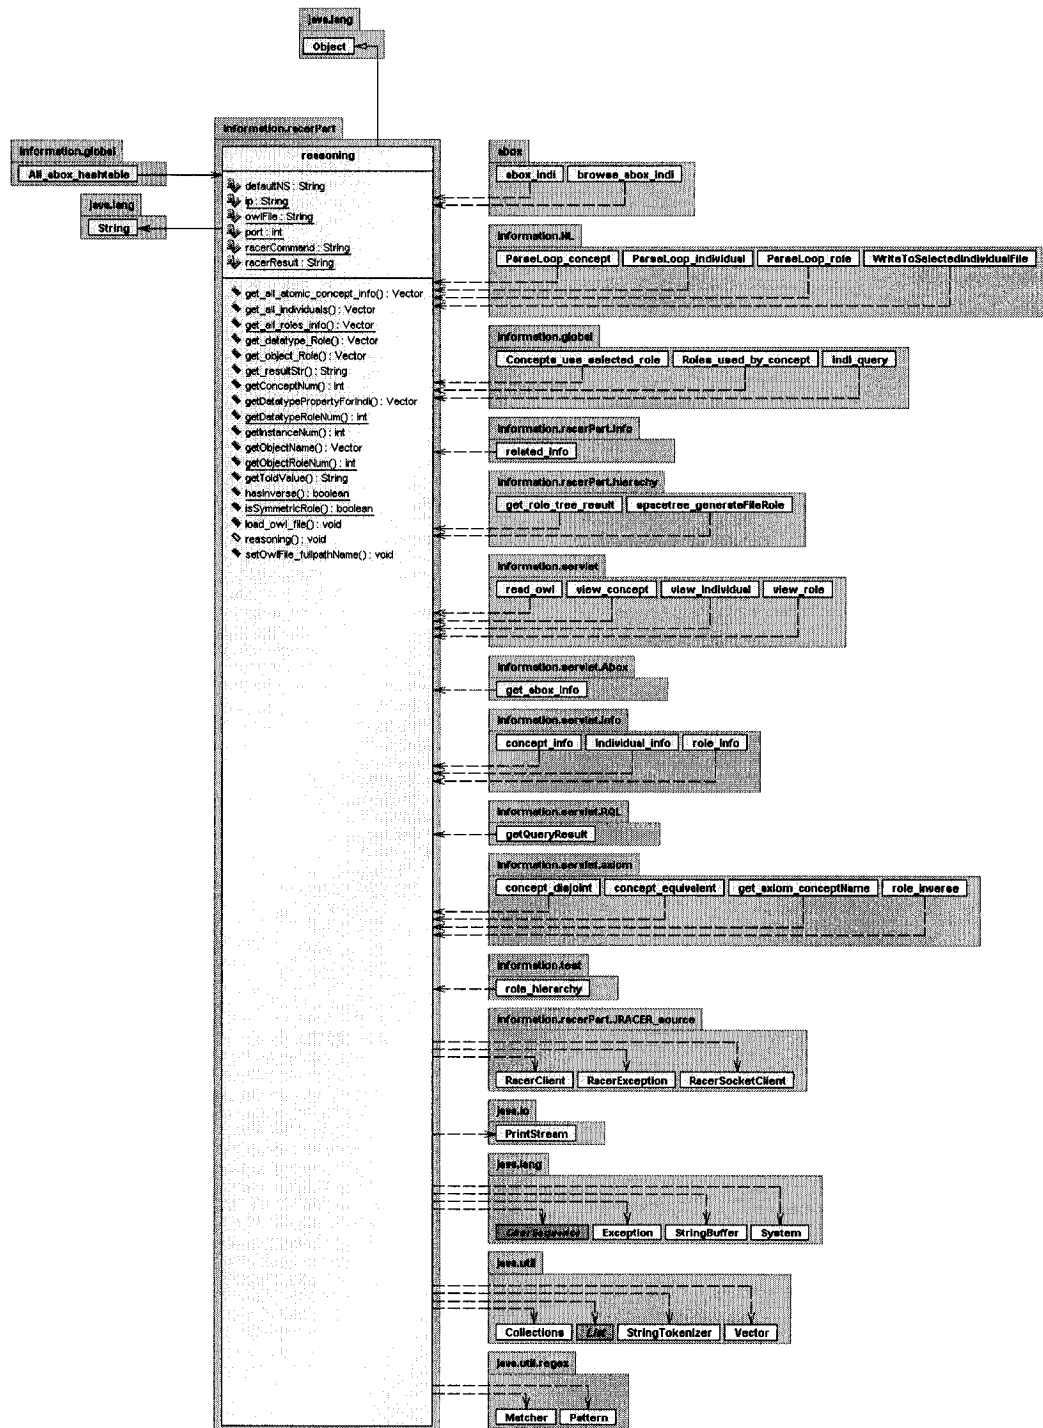 java.lang
Object
information.racerPart
reasoning
information.global
All_abox_hashtable
java.lang
String
defaultNS : String
ip : String
owlFile : String
port : int
racerCommand : String
racerResult : String
get_all_atomic_concept_info() : Vector
get_all_individuals() : Vector
get_all_roles_info() : Vector
get_datatype_Role() : Vector
get_object_Role() : Vector
get_resultStr() : String
getConceptNum() : int
getDatatypePropertyForIndi() : Vector
getDatatypeRoleNum() : int
getInstanceNum() : int
getObjectName() : Vector
getObjectRoleNum() : int
getToldValue() : String
hasInverse() : boolean
isSymmetricRole() : boolean
load_owl_file() : void
reasoning() : void
setOwlFile_fullpathName() : void
abox
abox_indi browse_abox_indi
information.NL
ParseLoop_concept ParseLoop_individual ParseLoop_role WriteToSelectedIndividualFile
information.global
Concepts_use_selected_role Roles_used_by_concept indi_query
information.racerPart.info
related_info
information.racerPart.hierachy
get_role_tree_result spacetree_generateFileRole
information.servlet
read_owl view_concept view_individual view_role
information.servlet.Abox
get_abox_info
information.servlet.info
concept_info individual_info role_info
information.servlet.RQL
getQueryResult
information.servlet.axiom
concept_disjoint concept_equivalent get_axiom_conceptName role_inverse
information.test
role_hierarchy
information.racerPart.JRACER_source
RacerClient RacerException RacerSocketClient
java.io
PrintStream
java.lang
CharSequence Exception StringBuffer System
java.util
Collections List StringTokenizer Vector
java.util.regex
Matcher Pattern